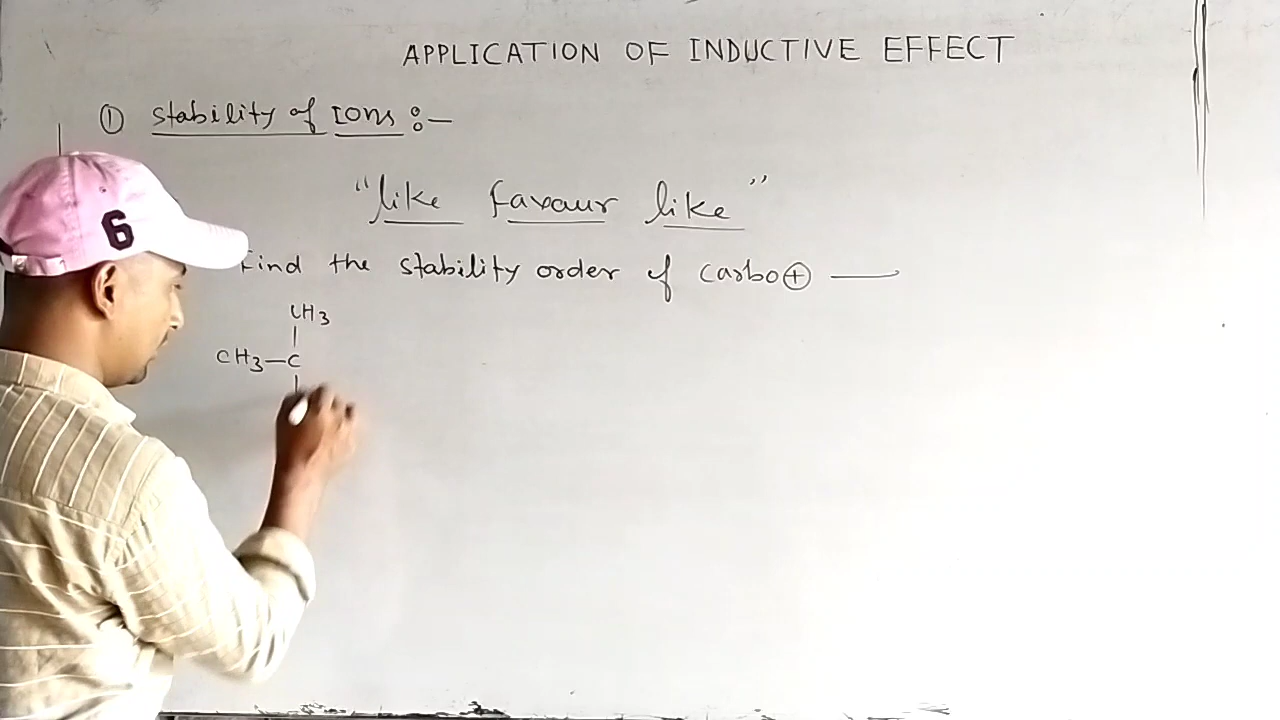 APPLICATION OF INDUCTIVE EFFECT
① stability of Ions :-
"like favour like"
Find the stability order of carbo⊕ —
CH3
|
CH3-C
|
6